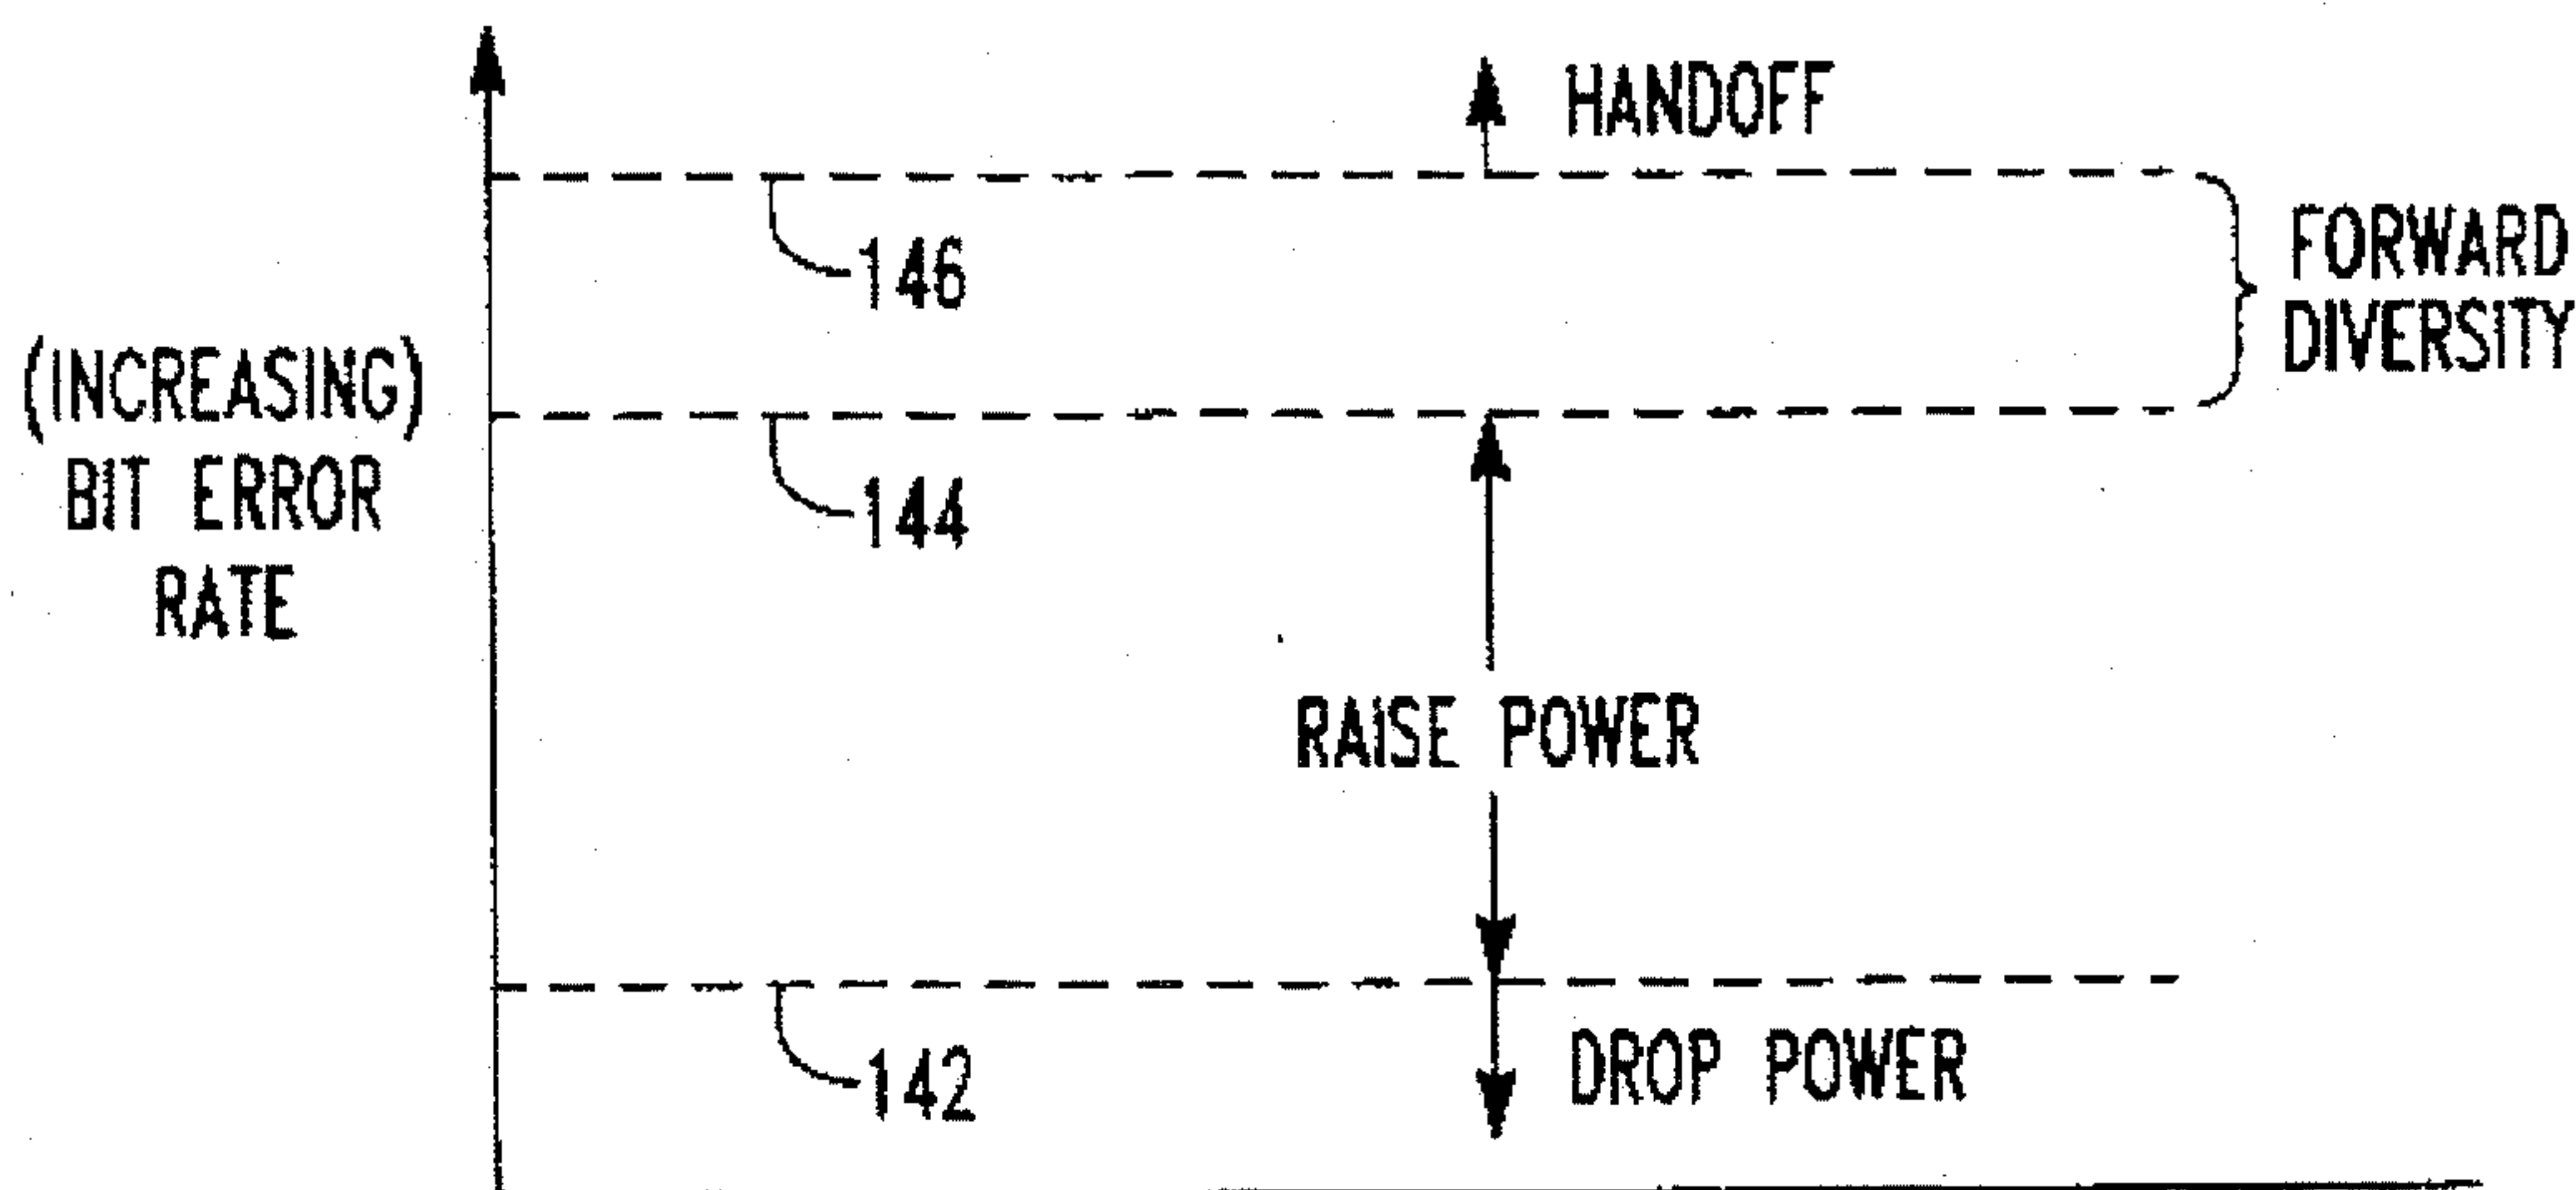 HANDOFF
146
FORWARD
DIVERSITY
(INCREASING)
BIT ERROR
RATE
144
RAISE POWER
142
DROP POWER